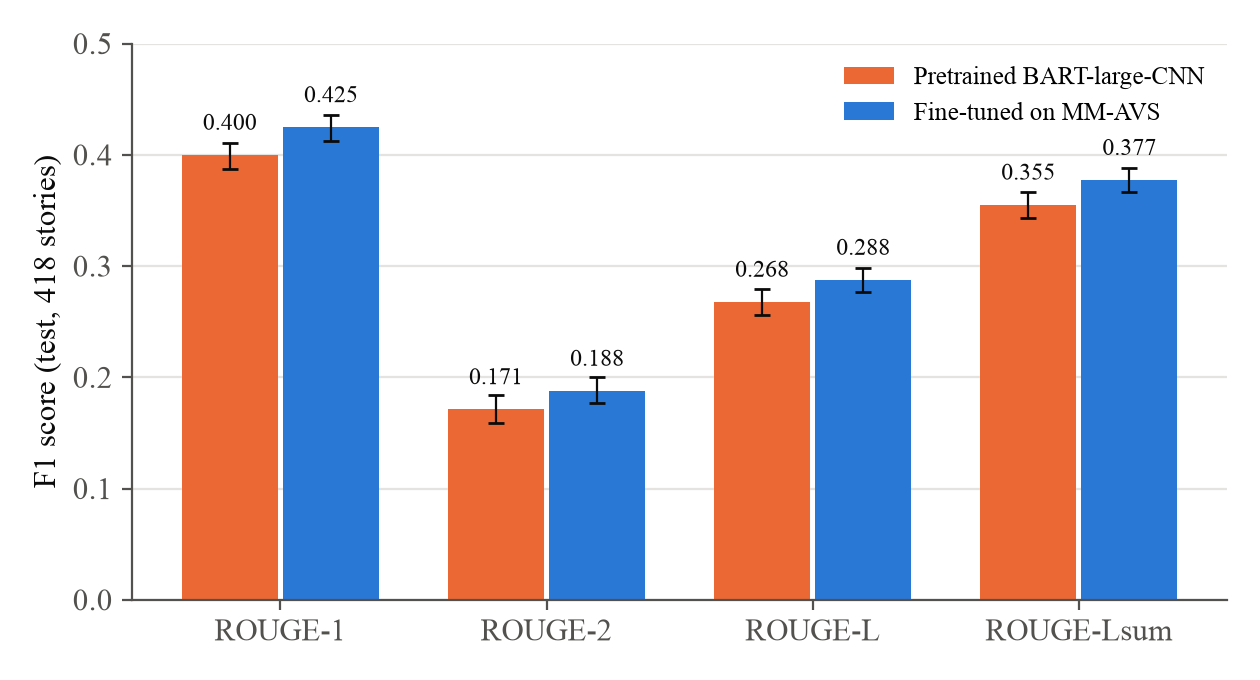 F1 score (test, 418 stories)
0.5
0.4
0.3
0.2
0.1
0.0
Pretrained BART-large-CNN
Fine-tuned on MM-AVS
0.400
0.425
0.171
0.188
0.268
0.288
0.355
0.377
ROUGE-1
ROUGE-2
ROUGE-L
ROUGE-Lsum